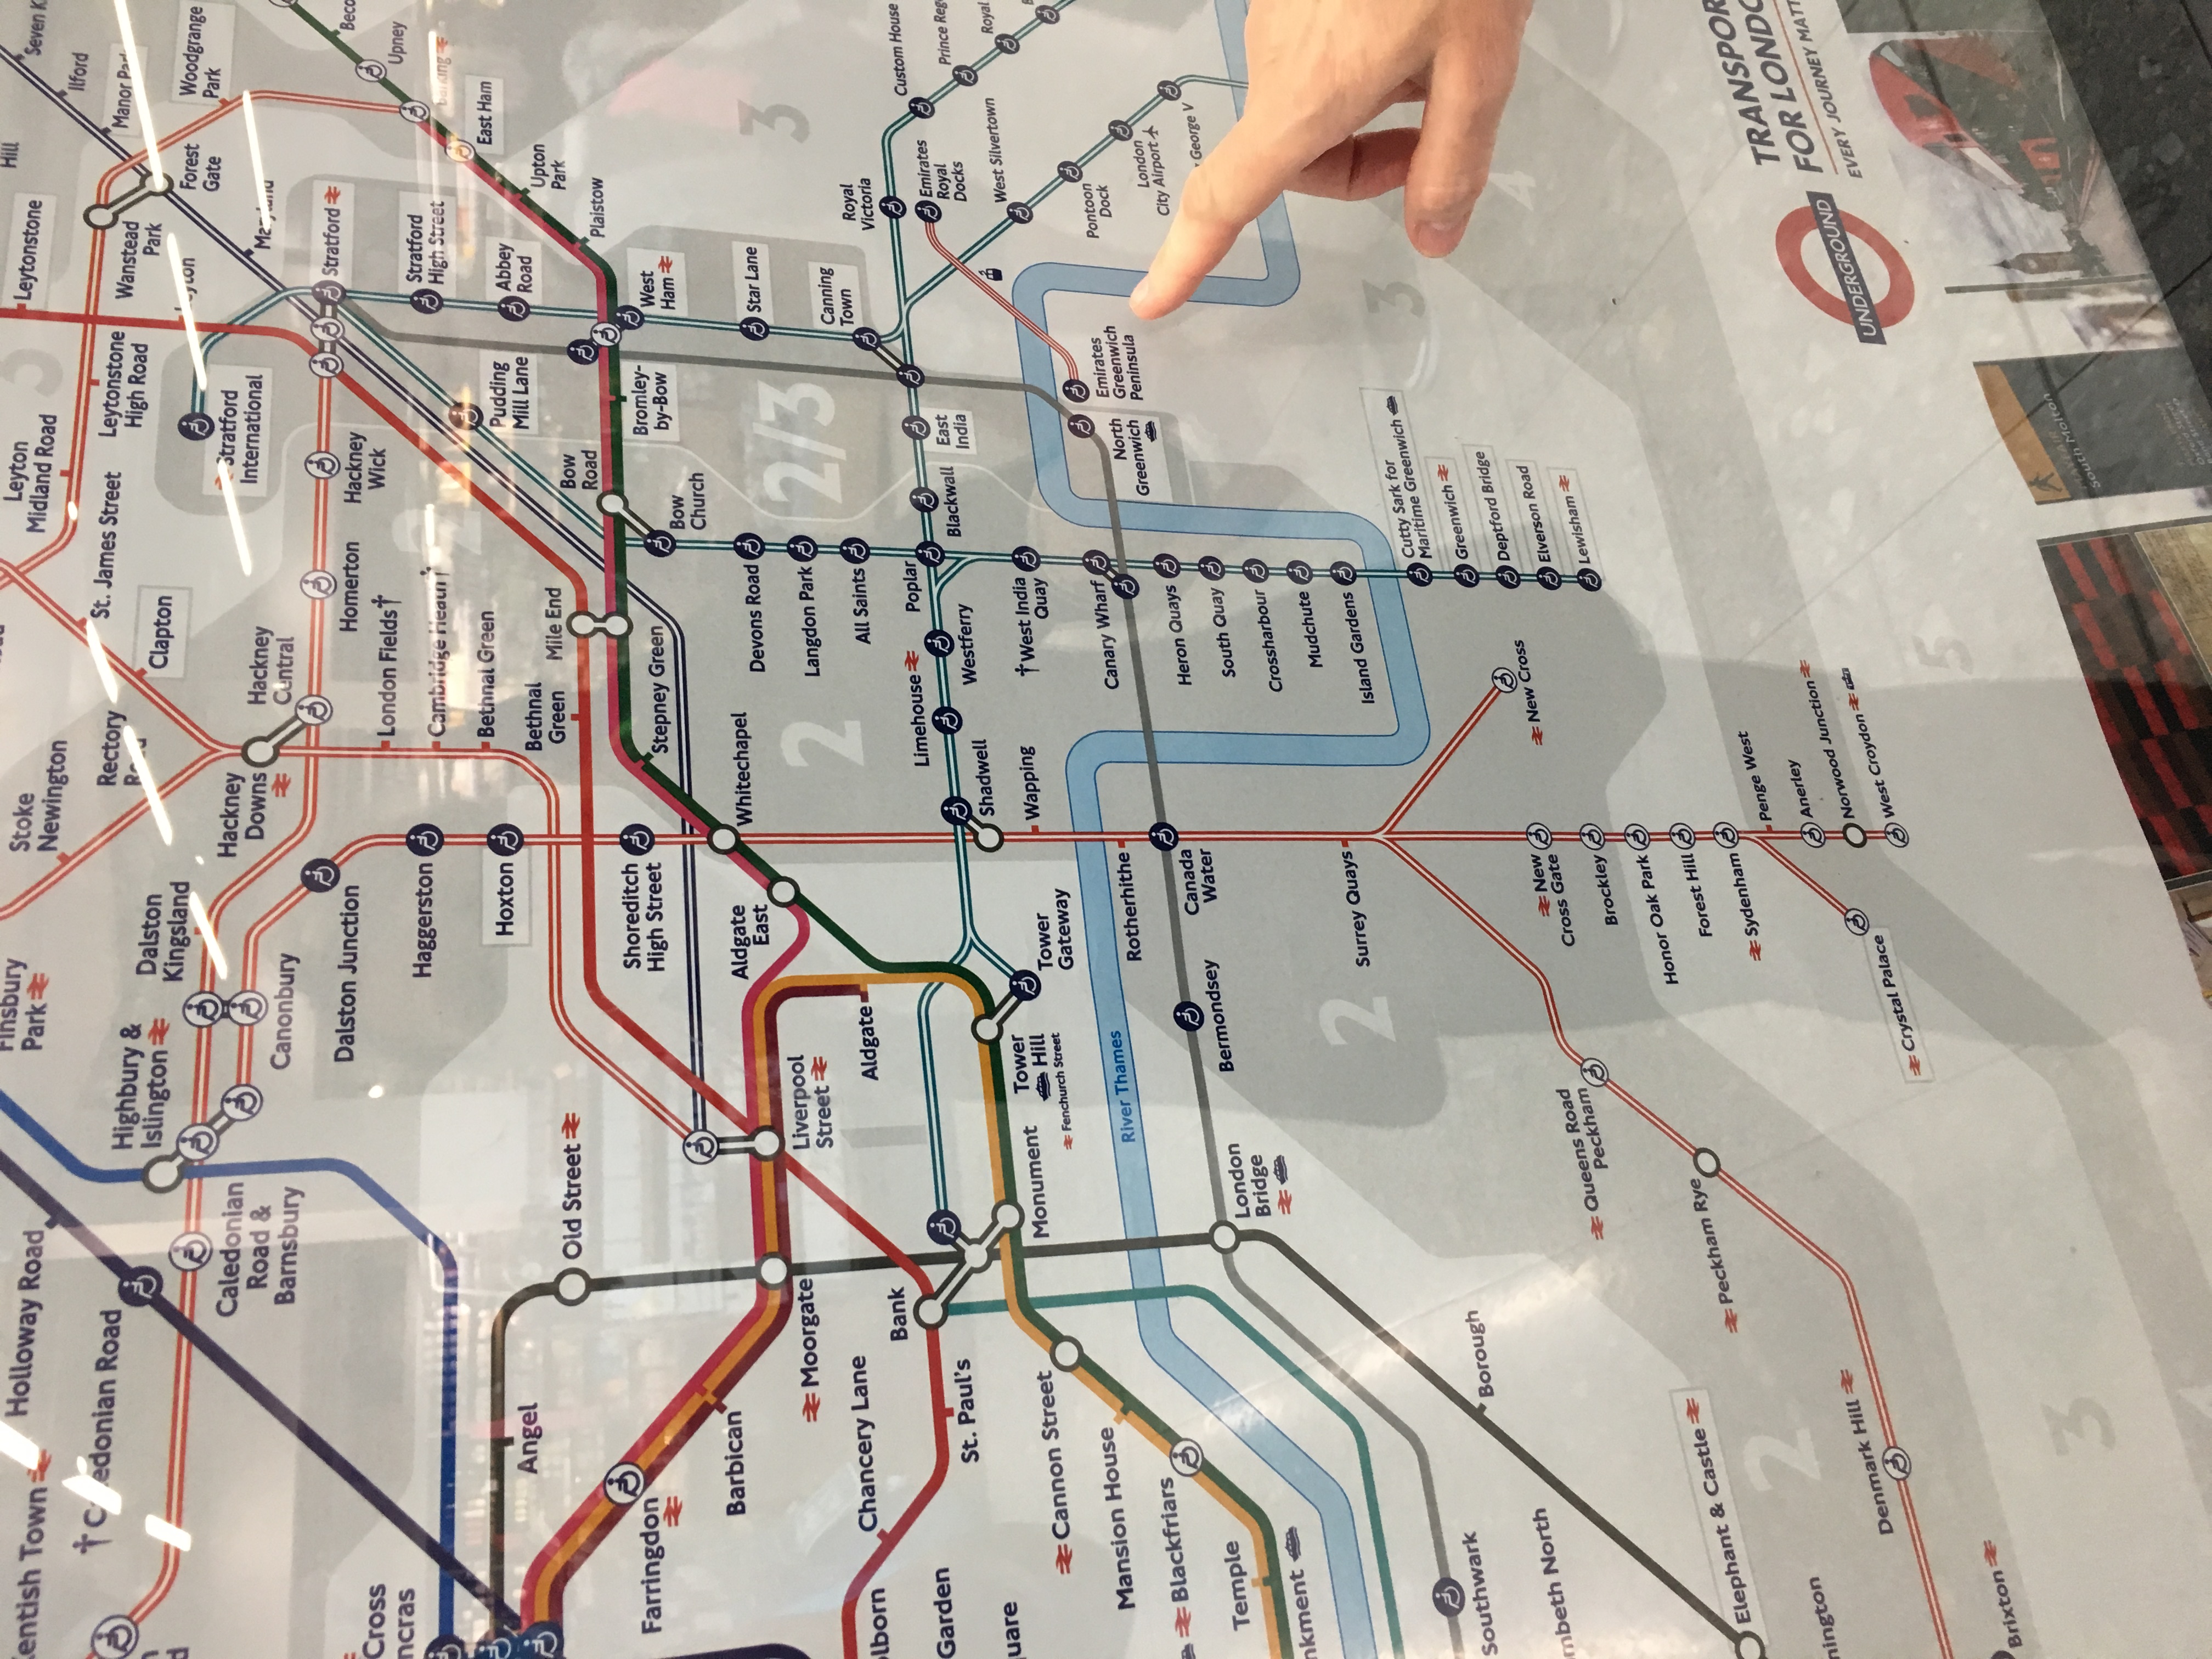 Kentish Town
Holloway Road
Finsbury
Park
Stoke
Newington
Leyton
Midland Road
Leytonstone
Hill
Seven K
Ilford
Manor Park
† Caledonian Road
Highbury &
Islington
Dalston
Kingsland
Rectory
Road
Clapton
St. James Street
Leytonstone
High Road
Wanstead
Park
Forest
Gate
Woodgrange
Park
Leyton
Maryland
Caledonian
Road &
Barnsbury
Canonbury
Hackney
Downs
Hackney
Central
Stratford
International
Dalston Junction
Homerton
Hackney
Wick
Stratford
Cross
ncras
London Fields†
Cambridge Heath†
Bethnal Green
Haggerston
Hoxton
Stratford
High Street
Upney
Beco
Barking
East Ham
Pudding
Mill Lane
Abbey
Road
Upton
Park
Plaistow
Angel
Old Street
Bethnal
Green
Mile End
Bow
Road
Farringdon
Shoreditch
High Street
Stepney Green
Bow
Church
Bromley-
by-Bow
West
Ham
Barbican
Aldgate
East
Whitechapel
Devons Road
Star Lane
Moorgate
Liverpool
Street
Langdon Park
2
2/3
3
3
2
Aldgate
All Saints
Canning
Town
Royal
Victoria
Custom House
olborn
Chancery Lane
Bank
Limehouse
Poplar
Blackwall
East
India
Emirates
Royal
Docks
Prince Reg
Garden
St. Paul's
Westferry
Shadwell
West Silvertown
Royal
quare
Monument
Tower
Hill
Fenchurch Street
Tower
Gateway
Wapping
†West India
Quay
Cannon Street
Canary Wharf
North
Greenwich
Emirates
Greenwich
Peninsula
Pontoon
Dock
London
City Airport
George V
Mansion House
River Thames
Rotherhithe
Blackfriars
Canada
Water
Heron Quays
Temple
Bermondsey
London
Bridge
South Quay
Crossharbour
nkment
Mudchute
2
Surrey Quays
Island Gardens
3
Cutty Sark for
Maritime Greenwich
Southwark
Borough
Greenwich
Deptford Bridge
4
Elverson Road
Lewisham
mbeth North
New
Cross Gate
New Cross
Queens Road
Peckham
Brockley
Honor Oak Park
Forest Hill
Elephant & Castle
Peckham Rye
Sydenham
Penge West
Anerley
Norwood Junction
West Croydon
Crystal Palace
2
nington
Denmark Hill
Brixton
3
5
TRANSPOR
FOR LONDO
EVERY JOURNEY MATT
UNDERGROUND
MAYFAIR
South Molton